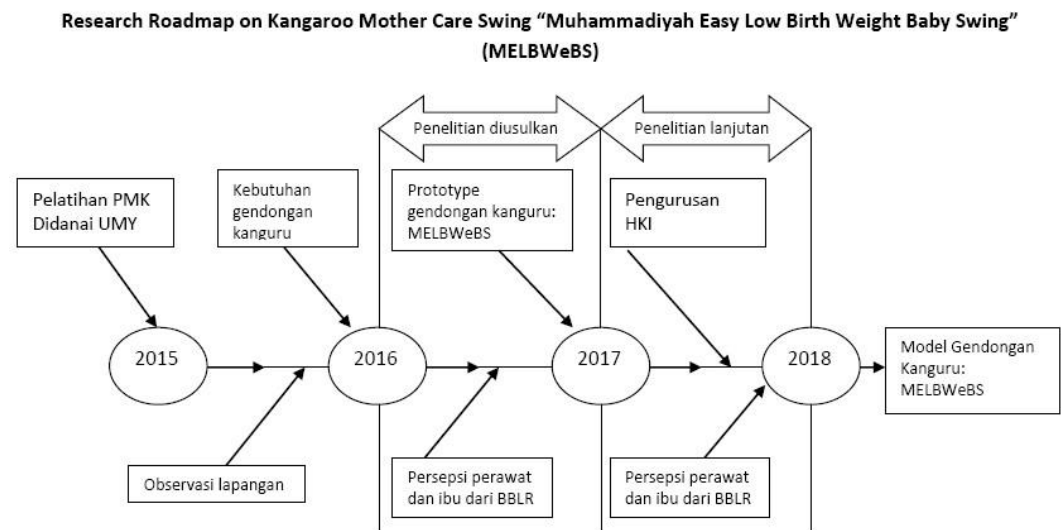 Research Roadmap on Kangaroo Mother Care Swing “Muhammadiyah Easy Low Birth Weight Baby Swing”
(MELBWeBS)
Penelitian diusulkan
Penelitian lanjutan
Pelatihan PMK
Didanai UMY
Kebutuhan
gendongan
kanguru
Prototype
gendongan kanguru:
MELBWeBS
Pengurusan
HKI
2015
2016
2017
2018
Model Gendongan
Kanguru:
MELBWeBS
Observasi lapangan
Persepsi perawat
dan ibu dari BBLR
Persepsi perawat
dan ibu dari BBLR